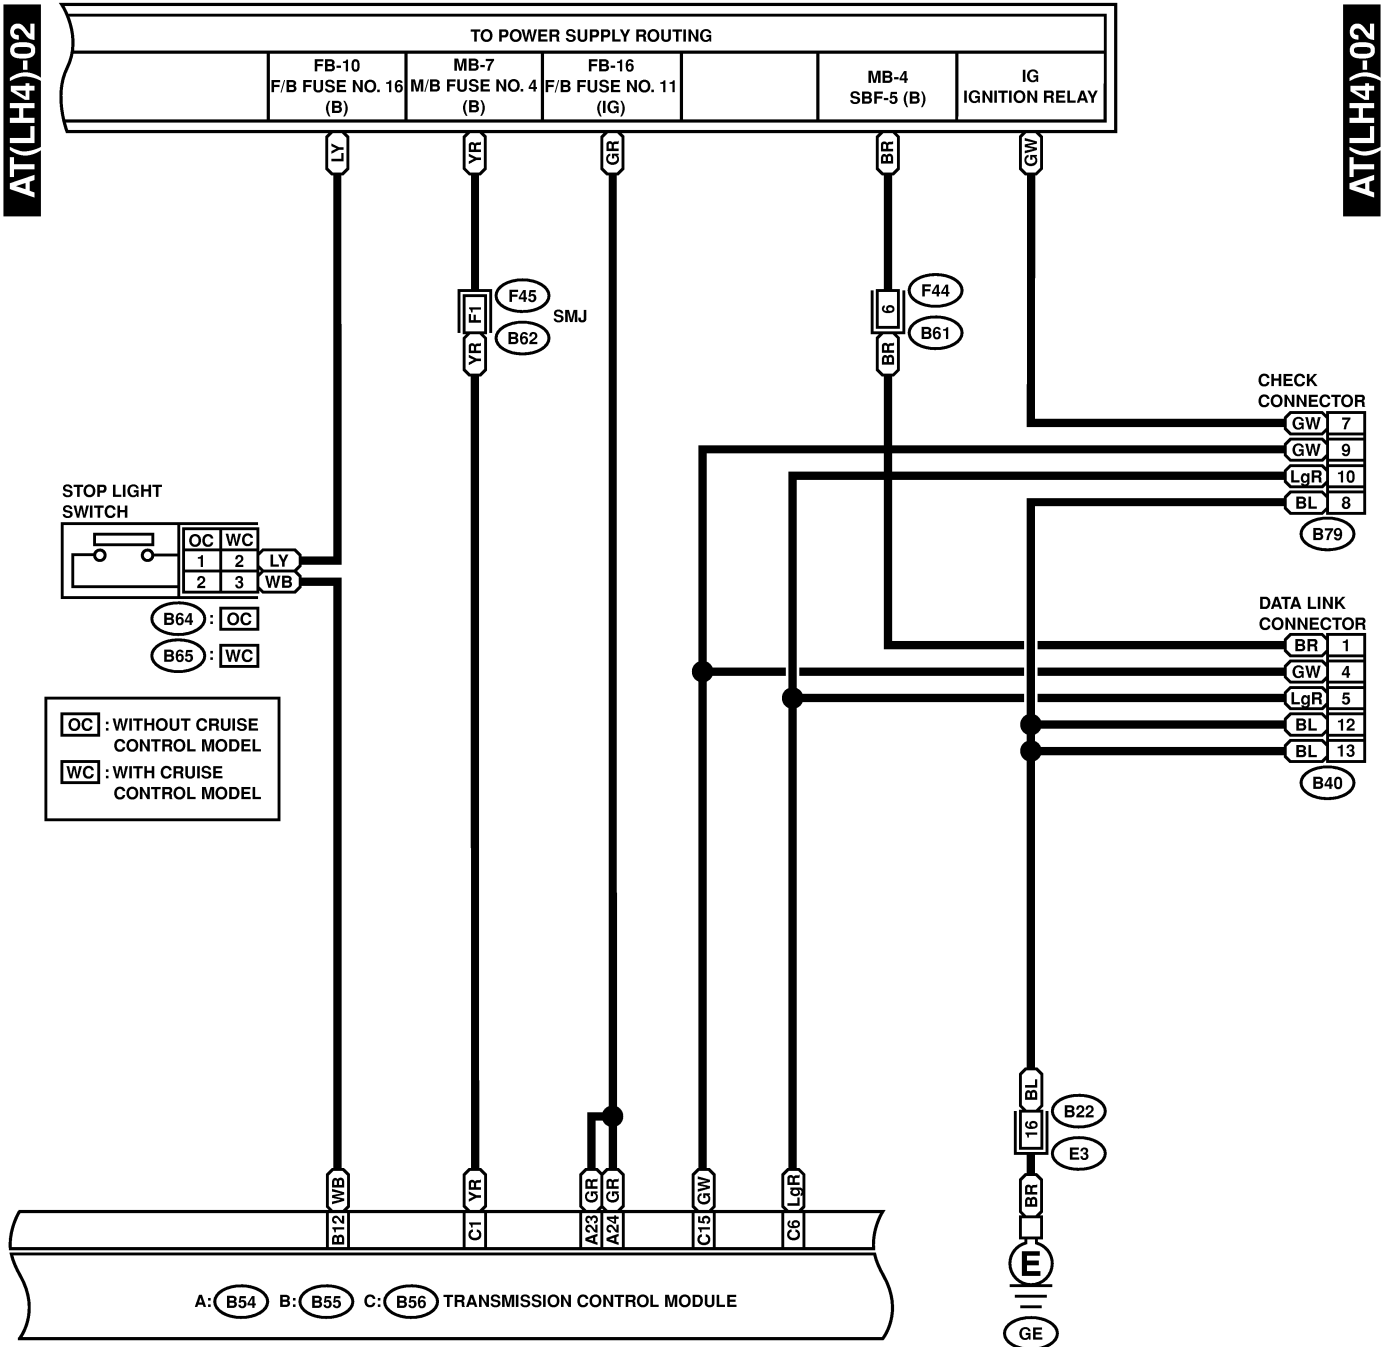 AT(LH4)-02
AT(LH4)-02
TO POWER SUPPLY ROUTING
FB-10
F/B FUSE NO. 16
(B)
MB-7
M/B FUSE NO. 4
(B)
FB-16
F/B FUSE NO. 11
(IG)
MB-4
SBF-5 (B)
IG
IGNITION RELAY
LY
YR
GR
BR
GW
F1
F45
B62
SMJ
YR
6
F44
B61
BR
CHECK
CONNECTOR
GW 7
GW 9
LgR 10
BL 8
B79
STOP LIGHT
SWITCH
OC WC
1 2 LY
2 3 WB
B64 : OC
B65 : WC
OC : WITHOUT CRUISE
CONTROL MODEL
WC : WITH CRUISE
CONTROL MODEL
DATA LINK
CONNECTOR
BR 1
GW 4
LgR 5
BL 12
BL 13
B40
BL
16
B22
E3
BR
E
GE
WB
YR
GR
GR
GW
LgR
B12
C1
A23
A24
C15
C6
A: B54 B: B55 C: B56 TRANSMISSION CONTROL MODULE